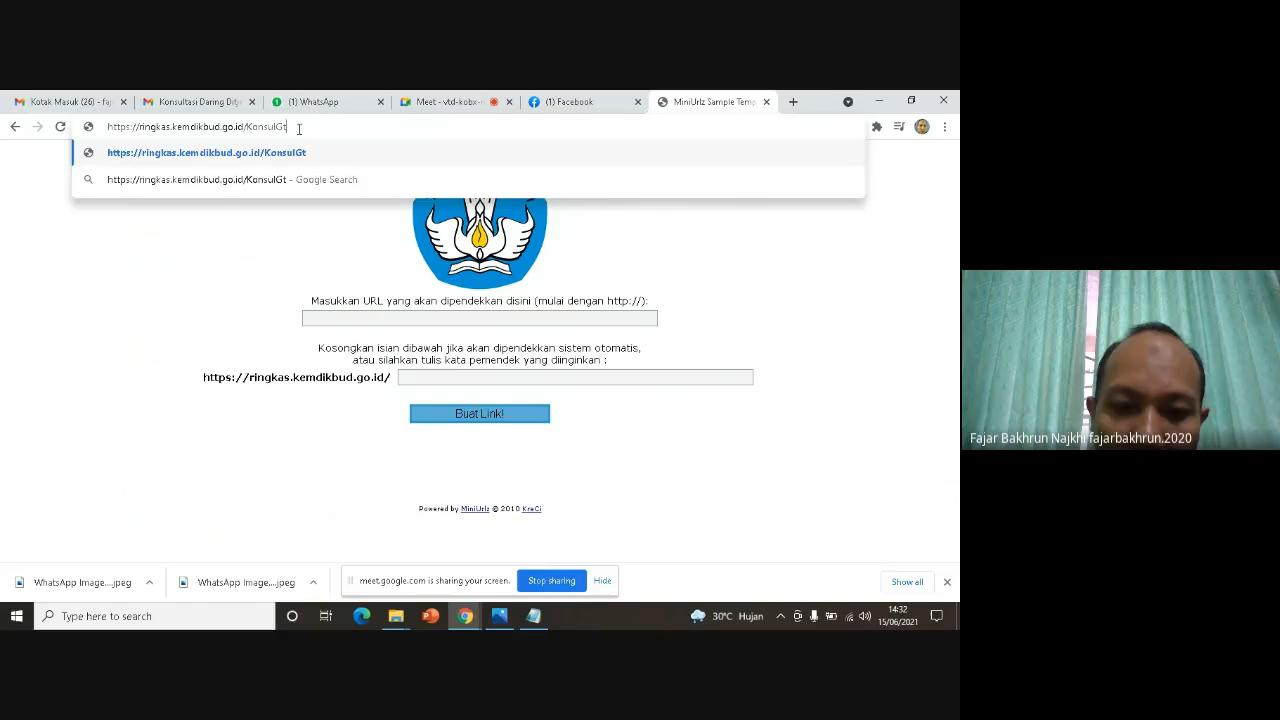 Kotak Masuk (26) - faj
Konsultasi Daring Ditje
(1) WhatsApp
Meet - vtd-kobx-r
(1) Facebook
MiniUrlz Sample Temp
https://ringkas.kemdikbud.go.id/KonsulGt
https://ringkas.kemdikbud.go.id/KonsulGt
https://ringkas.kemdikbud.go.id/KonsulGt - Google Search
Masukkan URL yang akan dipendekkan disini (mulai dengan http://):
Kosongkan isian dibawah jika akan dipendekkan sistem otomatis,
atau silahkan tulis kata pemendek yang diinginkan :
https://ringkas.kemdikbud.go.id/
Buat Link!
Fajar Bakhrun Najkhi fajarbakhrun.2020
Powered by MiniUrlz © 2010 KreCi
WhatsApp Image....jpeg
WhatsApp Image....jpeg
meet.google.com is sharing your screen.
Stop sharing
Hide
Show all
Type here to search
30°C Hujan
14:32
15/06/2021